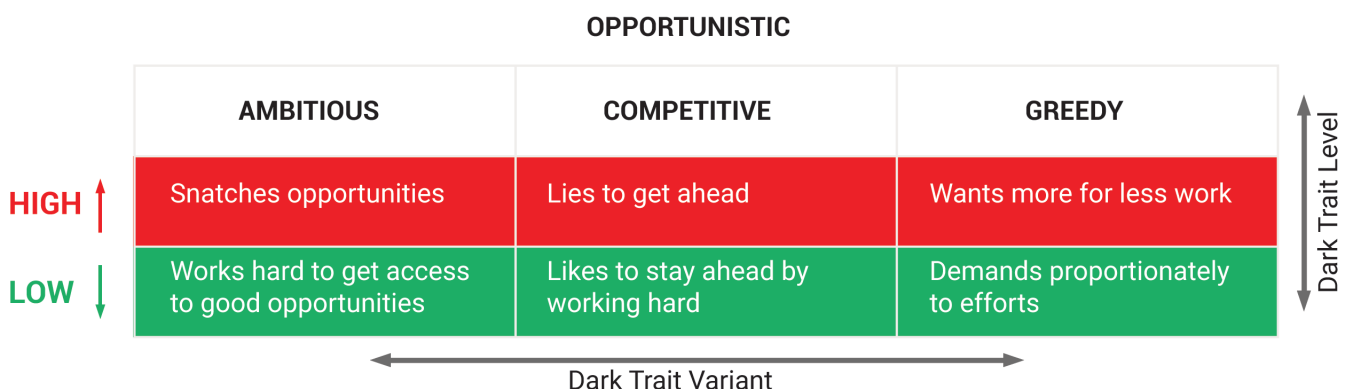 OPPORTUNISTIC
AMBITIOUS
COMPETITIVE
GREEDY
HIGH
Snatches opportunities
Lies to get ahead
Wants more for less work
LOW
Works hard to get access
to good opportunities
Likes to stay ahead by
working hard
Demands proportionately
to efforts
Dark Trait Level
Dark Trait Variant